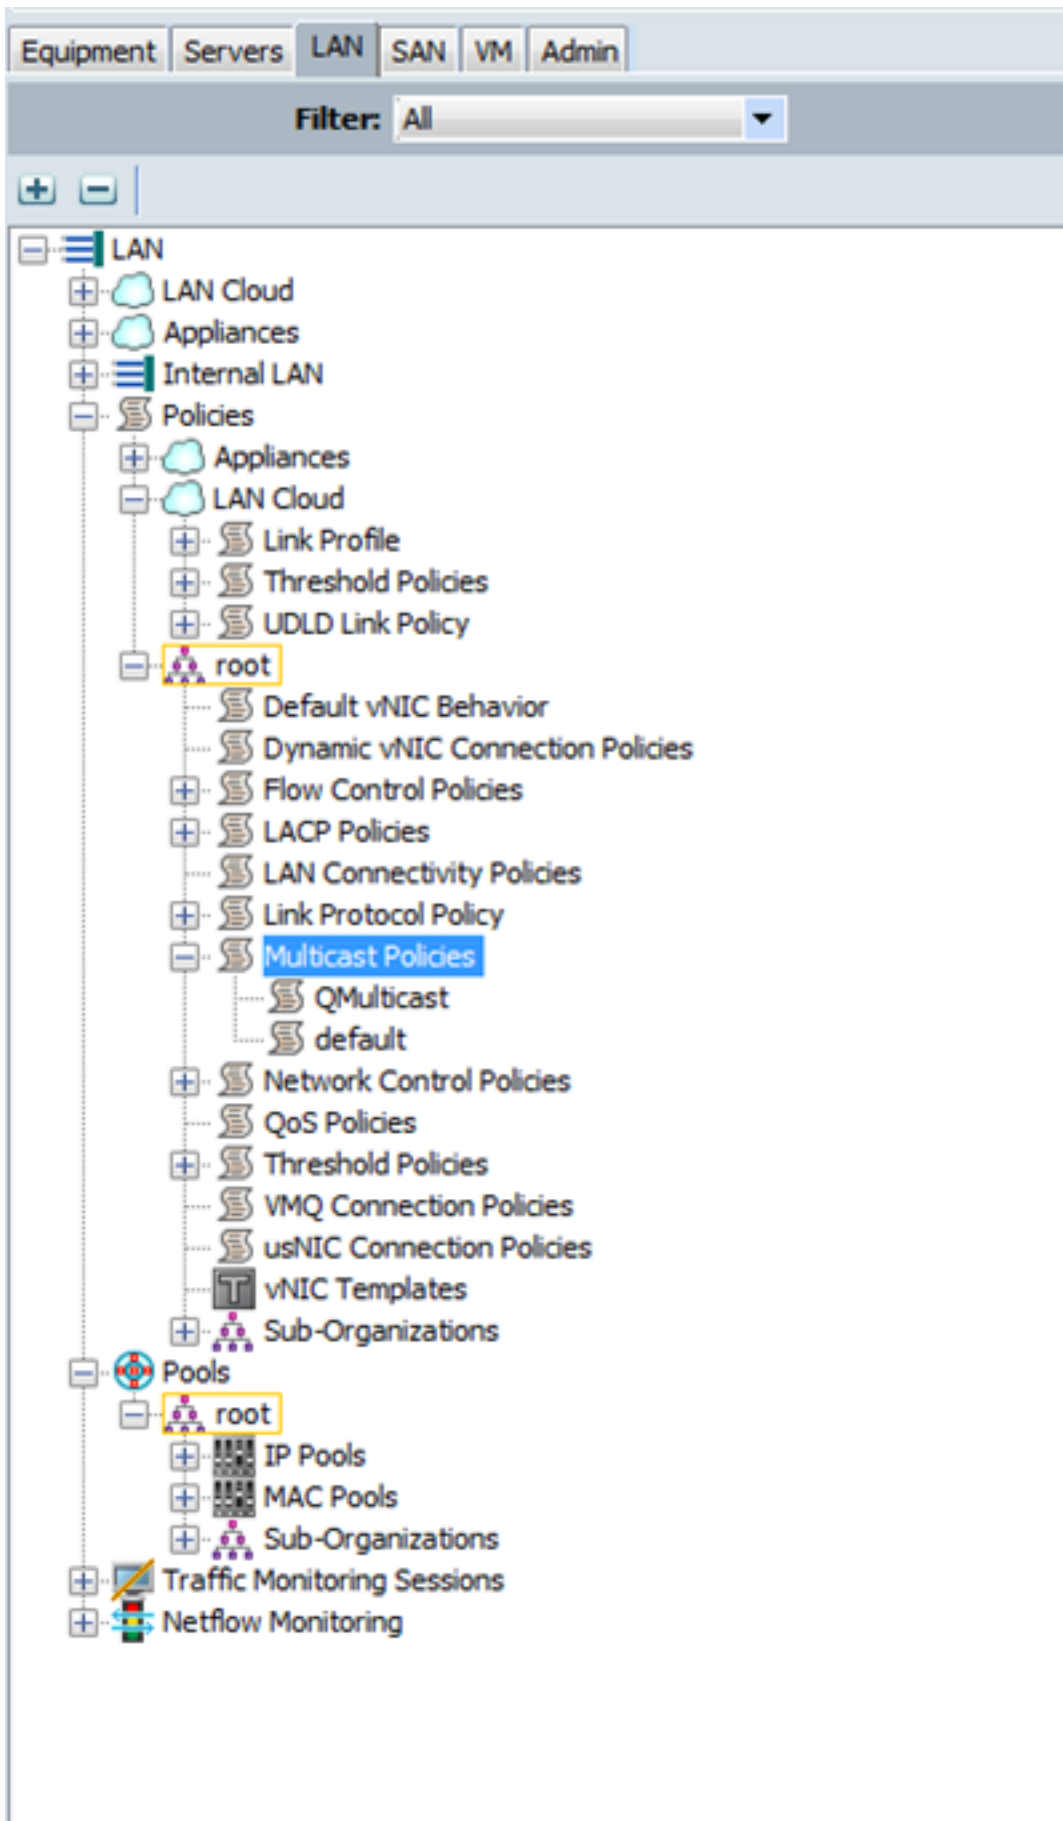 Equipment Servers LAN SAN VM Admin
Filter: All
LAN
LAN Cloud
Appliances
Internal LAN
Policies
Appliances
LAN Cloud
Link Profile
Threshold Policies
UDLD Link Policy
root
Default vNIC Behavior
Dynamic vNIC Connection Policies
Flow Control Policies
LACP Policies
LAN Connectivity Policies
Link Protocol Policy
Multicast Policies
QMulticast
default
Network Control Policies
QoS Policies
Threshold Policies
VMQ Connection Policies
usNIC Connection Policies
vNIC Templates
Sub-Organizations
Pools
root
IP Pools
MAC Pools
Sub-Organizations
Traffic Monitoring Sessions
Netflow Monitoring